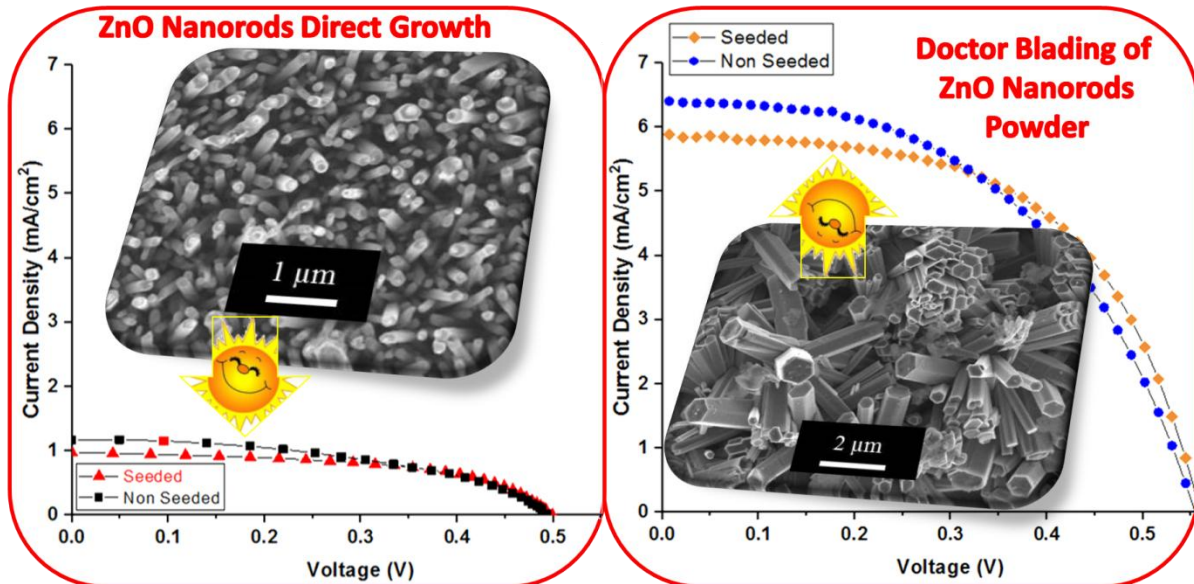 ZnO Nanorods Direct Growth
7
6
5
4
3
2
1
0
Current Density (mA/cm²)
1 µm
Seeded
Non Seeded
0.0 0.1 0.2 0.3 0.4 0.5
Voltage (V)
Seeded
Non Seeded
Doctor Blading of
ZnO Nanorods
Powder
7
6
5
4
3
2
1
0
Current Density (mA/cm²)
2 µm
0.0 0.1 0.2 0.3 0.4 0.5
Voltage (V)